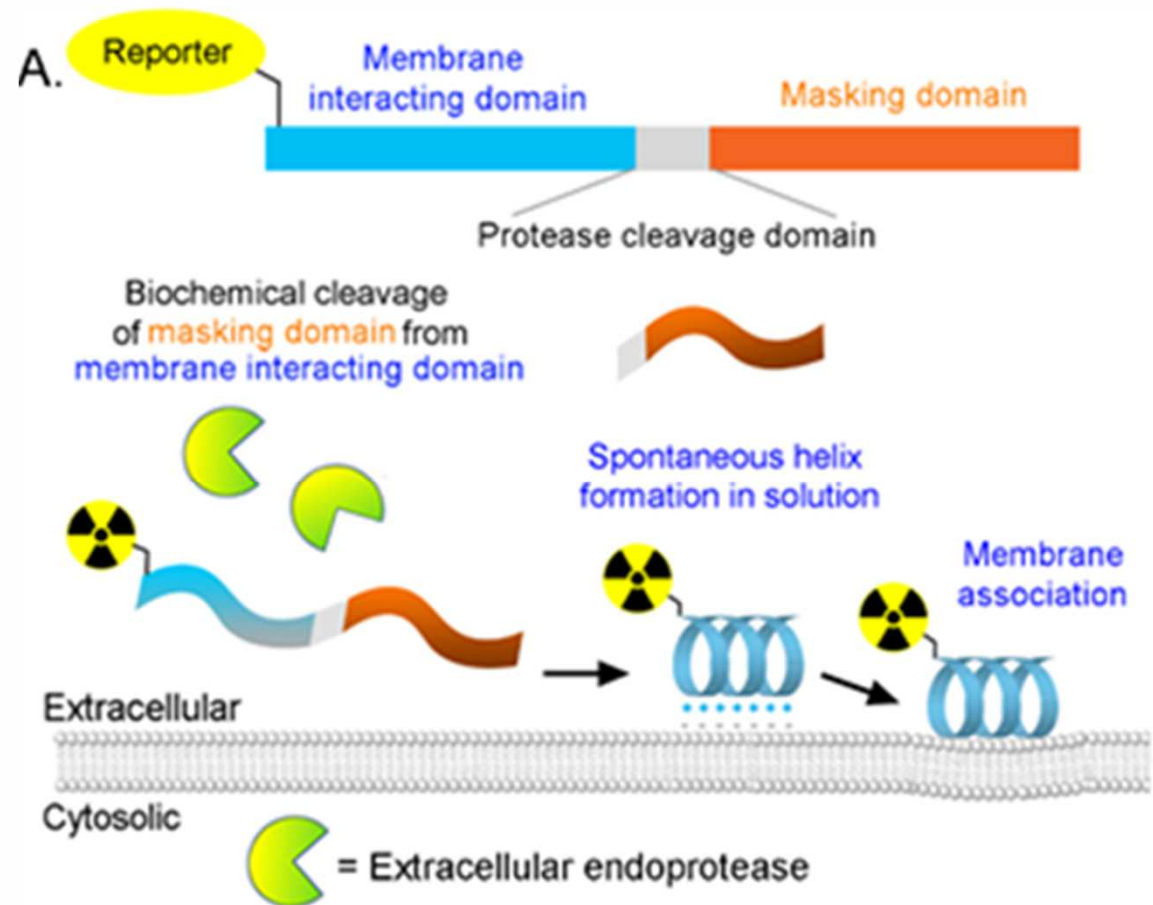 A.
Reporter
Membrane
interacting domain
Masking domain
Protease cleavage domain
Biochemical cleavage
of masking domain from
membrane interacting domain
Spontaneous helix
formation in solution
Membrane
association
Extracellular
Cytosolic
= Extracellular endoprotease